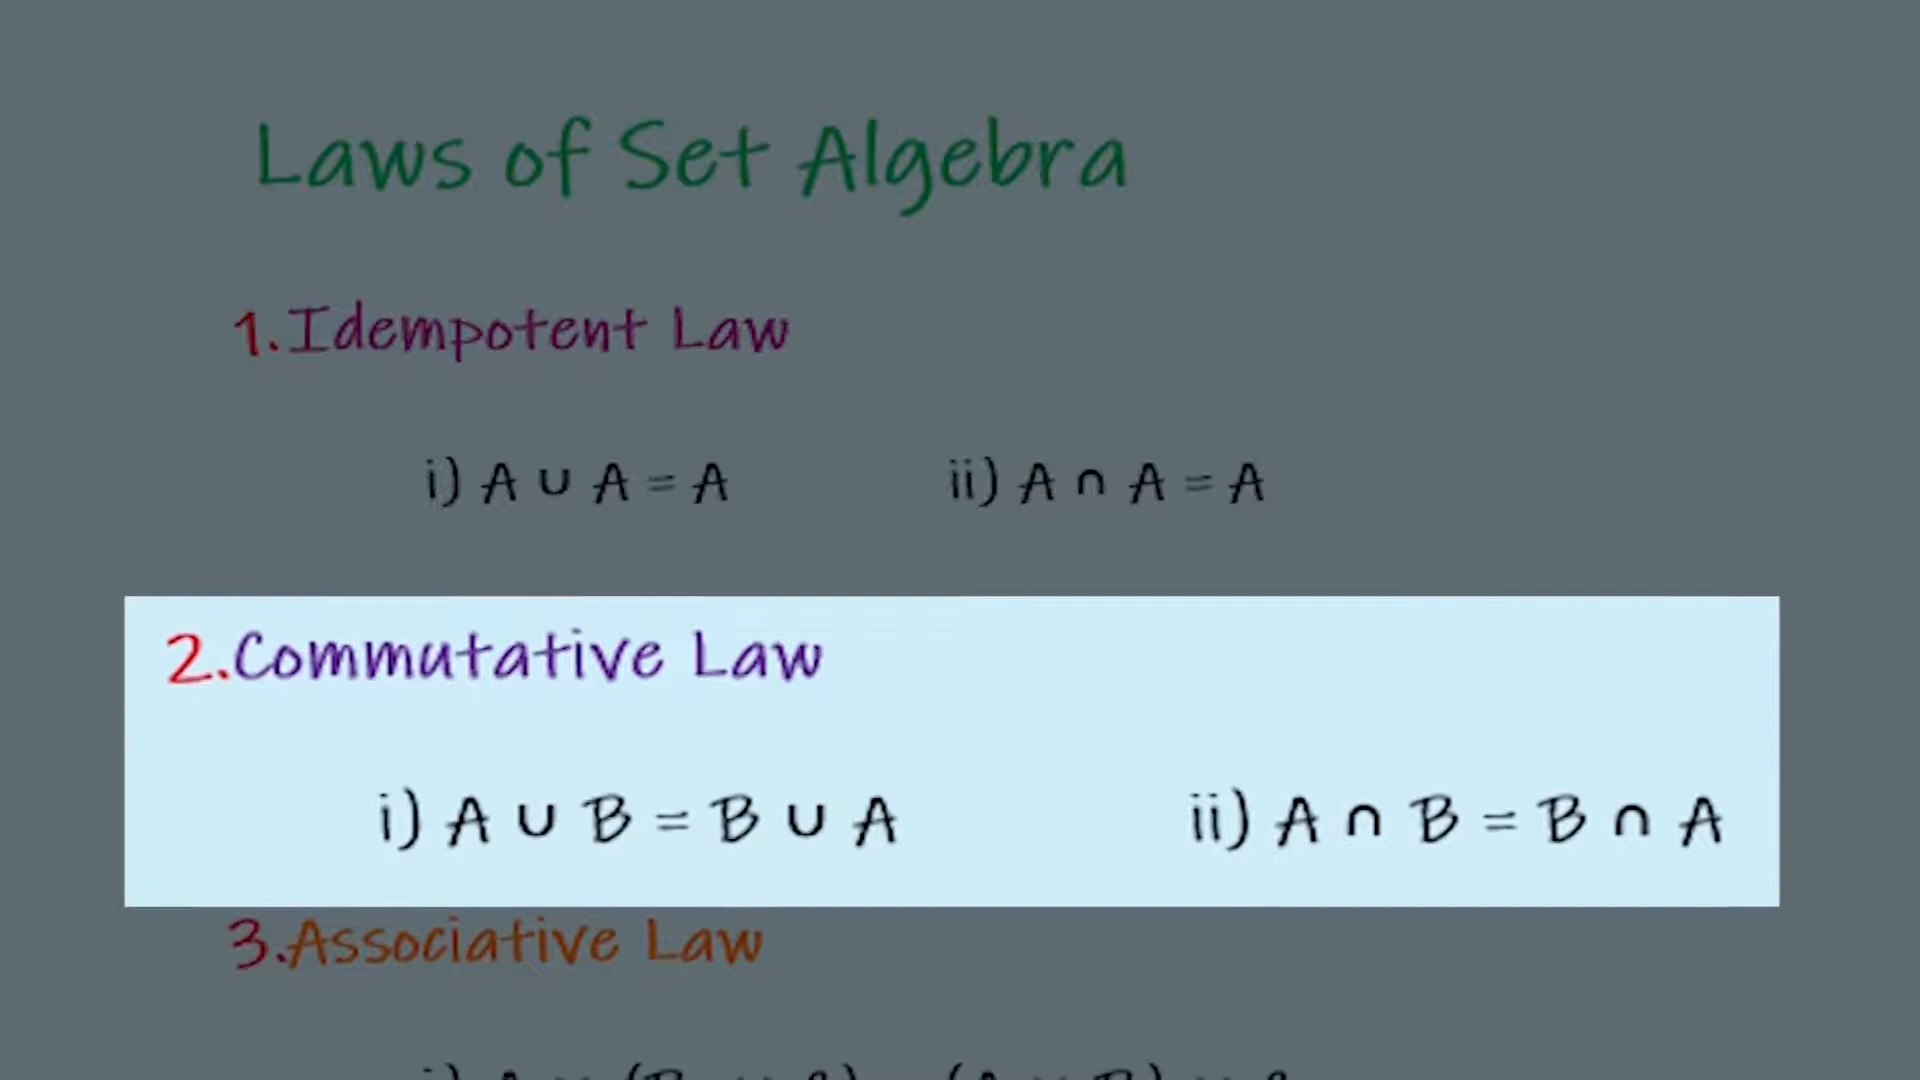 Laws of Set Algebra
1.Idempotent Law
i) A ∪ A = A ii) A ∩ A = A
2.Commutative Law
i) A ∪ B = B ∪ A ii) A ∩ B = B ∩ A
3.Associative Law